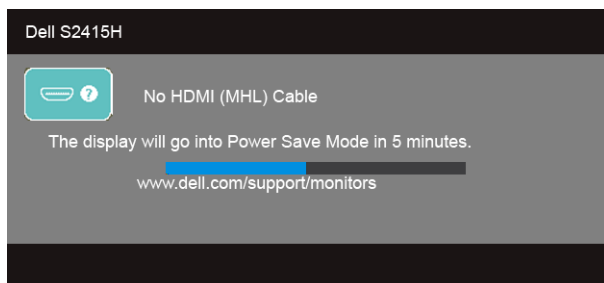 Dell S2415H
No HDMI (MHL) Cable
The display will go into Power Save Mode in 5 minutes.
www.dell.com/support/monitors